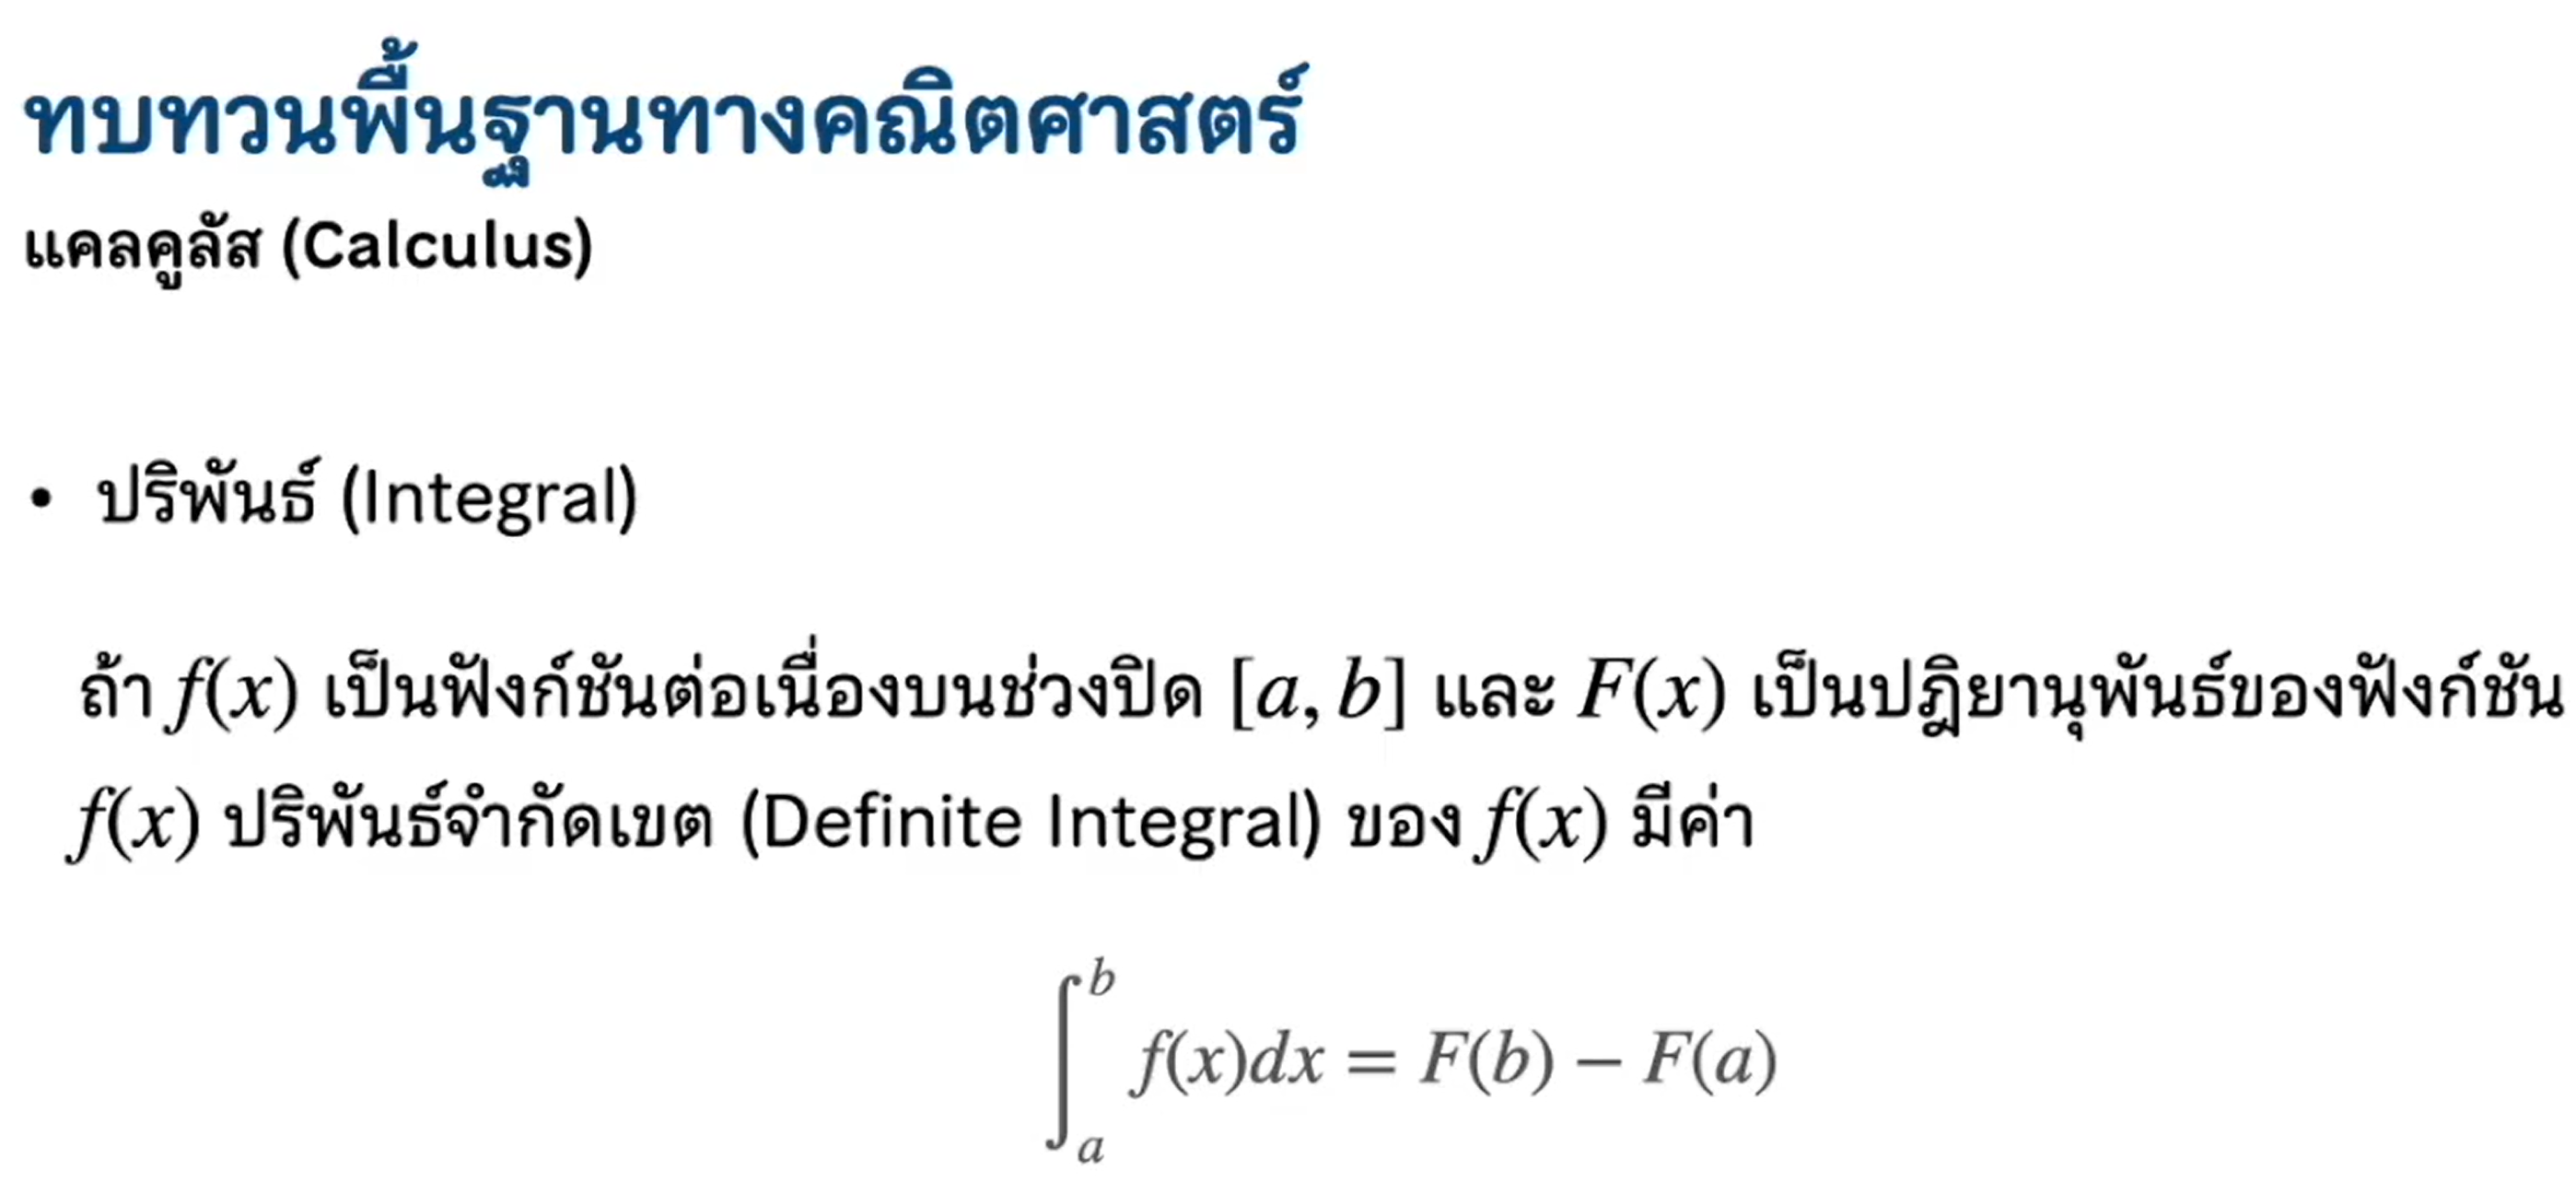 ทบทวนพื้นฐานทางคณิตศาสตร์
แคลคูลัส (Calculus)
• ปริพันธ์ (Integral)
ถ้า f(x) เป็นฟังก์ชันต่อเนื่องบนช่วงปิด [a, b] และ F(x) เป็นปฎิยานุพันธ์ของฟังก์ชัน
f(x) ปริพันธ์จำกัดเขต (Definite Integral) ของ f(x) มีค่า
∫_a^b f(x)dx = F(b) − F(a)